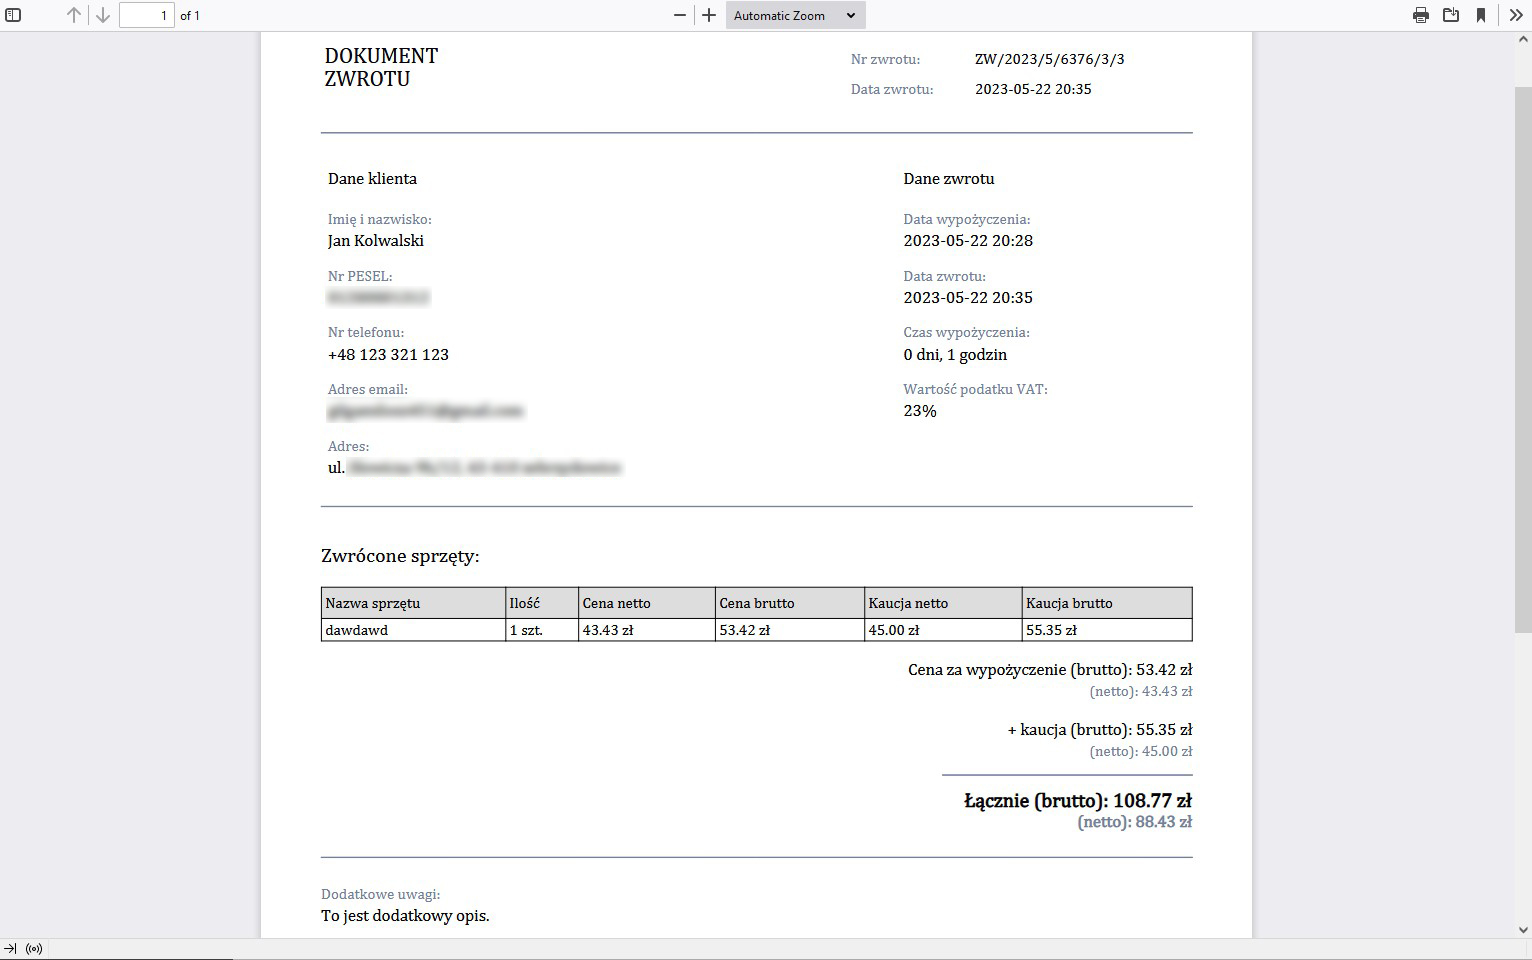 1 of 1
Automatic Zoom
DOKUMENT
ZWROTU
Nr zwrotu: ZW/2023/5/6376/3/3
Data zwrotu: 2023-05-22 20:35
Dane klienta
Imię i nazwisko:
Jan Kolwalski
Nr PESEL:
Nr telefonu:
+48 123 321 123
Adres email:
Adres:
ul.
Dane zwrotu
Data wypożyczenia:
2023-05-22 20:28
Data zwrotu:
2023-05-22 20:35
Czas wypożyczenia:
0 dni, 1 godzin
Wartość podatku VAT:
23%
Zwrócone sprzęty:
Nazwa sprzętu Ilość Cena netto Cena brutto Kaucja netto Kaucja brutto
dawdawd 1 szt. 43.43 zł 53.42 zł 45.00 zł 55.35 zł
Cena za wypożyczenie (brutto): 53.42 zł
(netto): 43.43 zł
+ kaucja (brutto): 55.35 zł
(netto): 45.00 zł
Łącznie (brutto): 108.77 zł
(netto): 88.43 zł
Dodatkowe uwagi:
To jest dodatkowy opis.